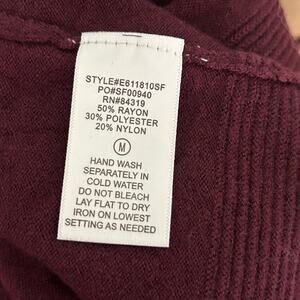 STYLE#E611810SF
PO#SF00940
RN#84319
50% RAYON
30% POLYESTER
20% NYLON
M
HAND WASH
SEPARATELY IN
COLD WATER
DO NOT BLEACH
LAY FLAT TO DRY
IRON ON LOWEST
SETTING AS NEEDED